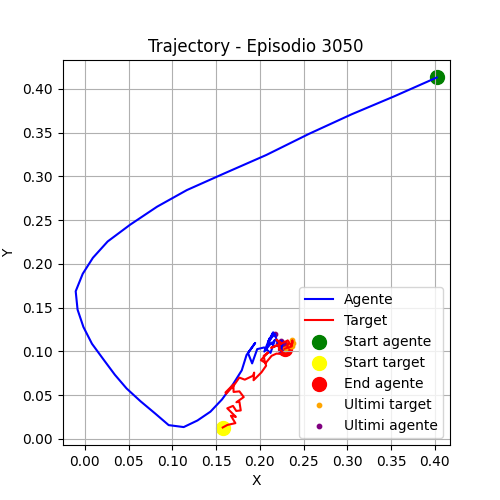 Trajectory - Episodio 3050
Y
0.40
0.35
0.30
0.25
0.20
0.15
0.10
0.05
0.00
Agente
Target
Start agente
Start target
End agente
Ultimi target
Ultimi agente
0.00 0.05 0.10 0.15 0.20 0.25 0.30 0.35 0.40
X